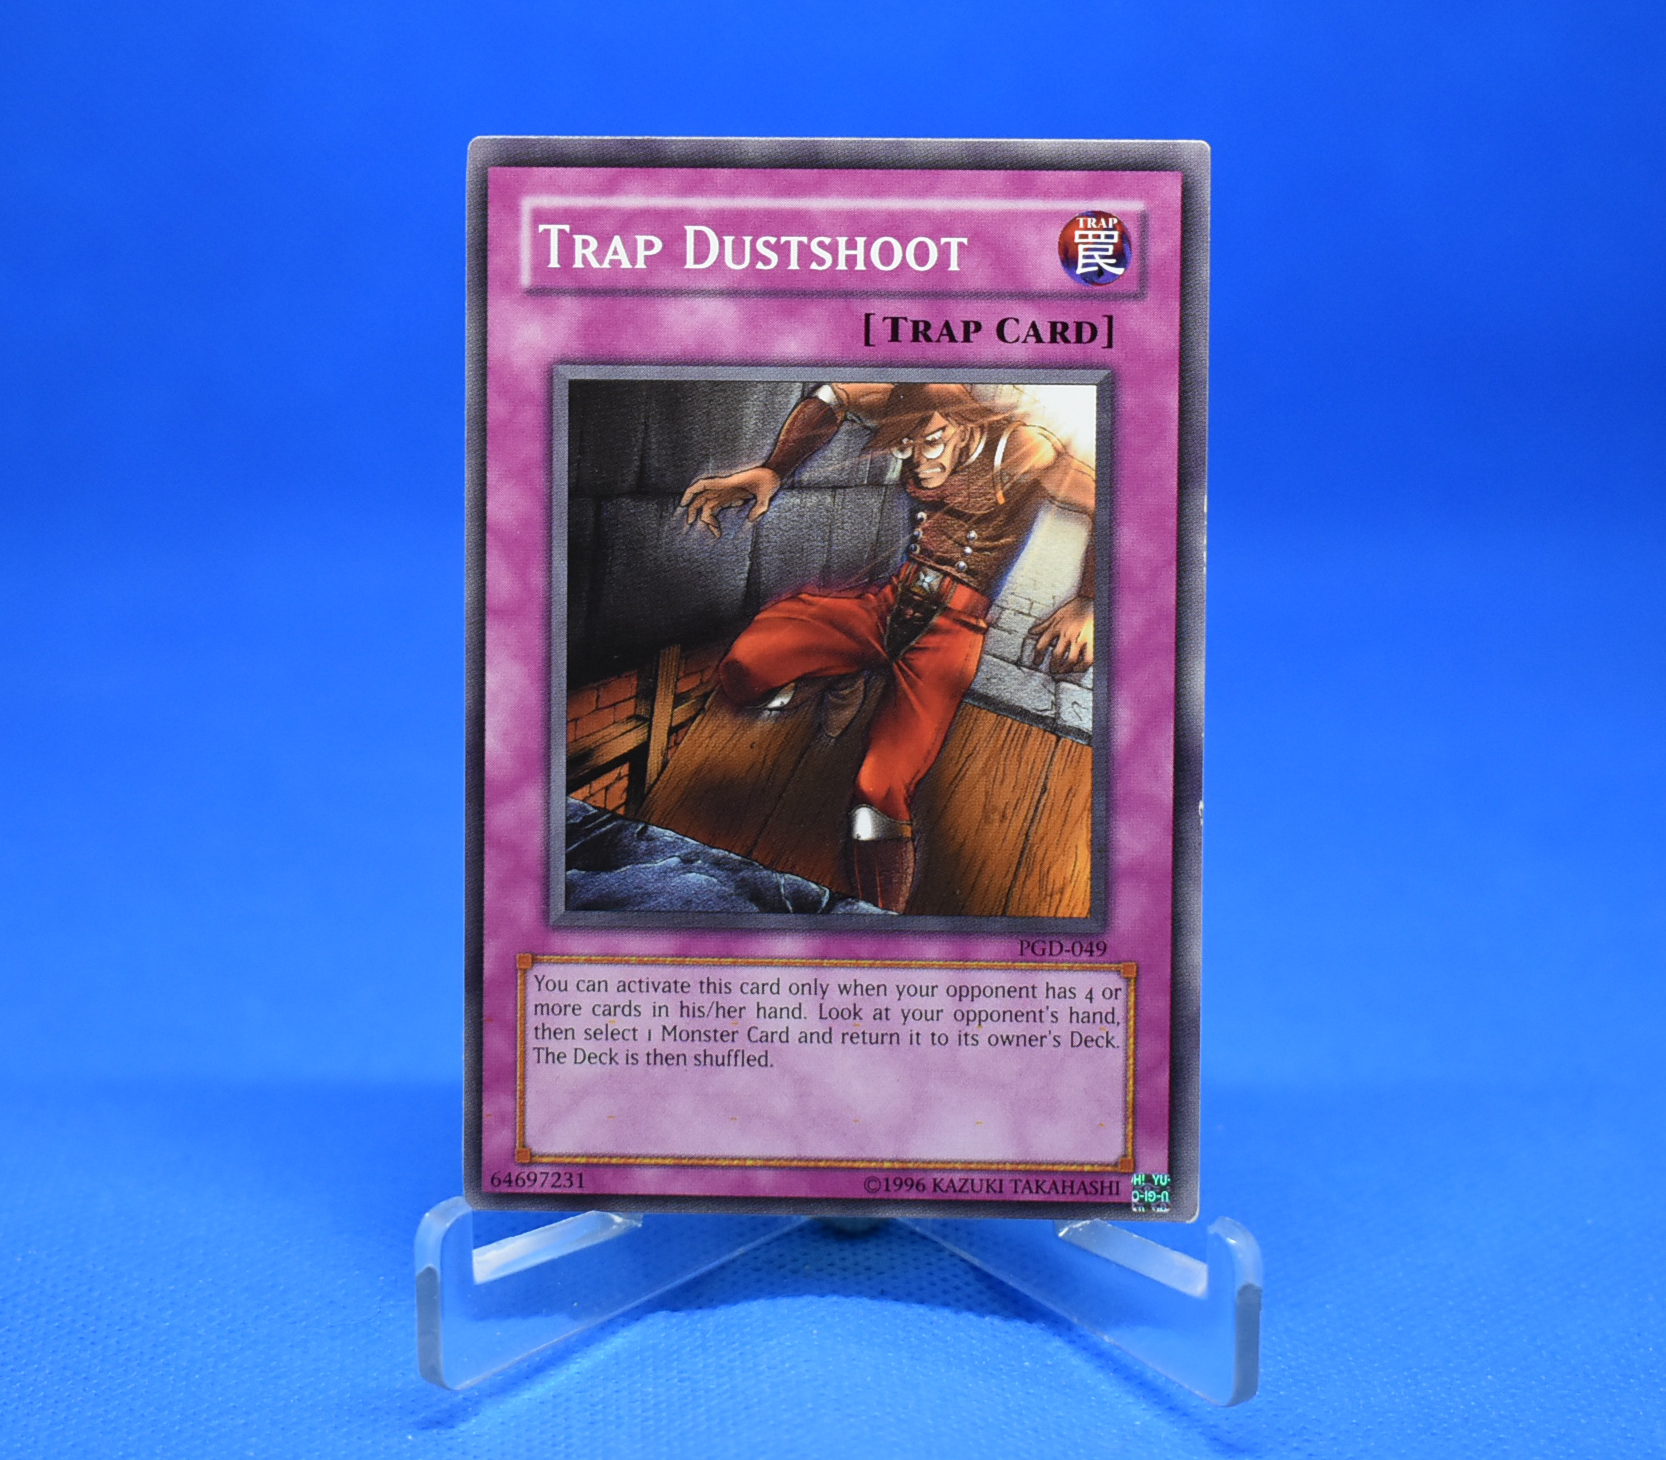 Trap Dustshoot
TRAP
罠
[Trap Card]
PGD-049
You can activate this card only when your opponent has 4 or
more cards in his/her hand. Look at your opponent's hand,
then select 1 Monster Card and return it to its owner's Deck.
The Deck is then shuffled.
64697231
©1996 KAZUKI TAKAHASHI